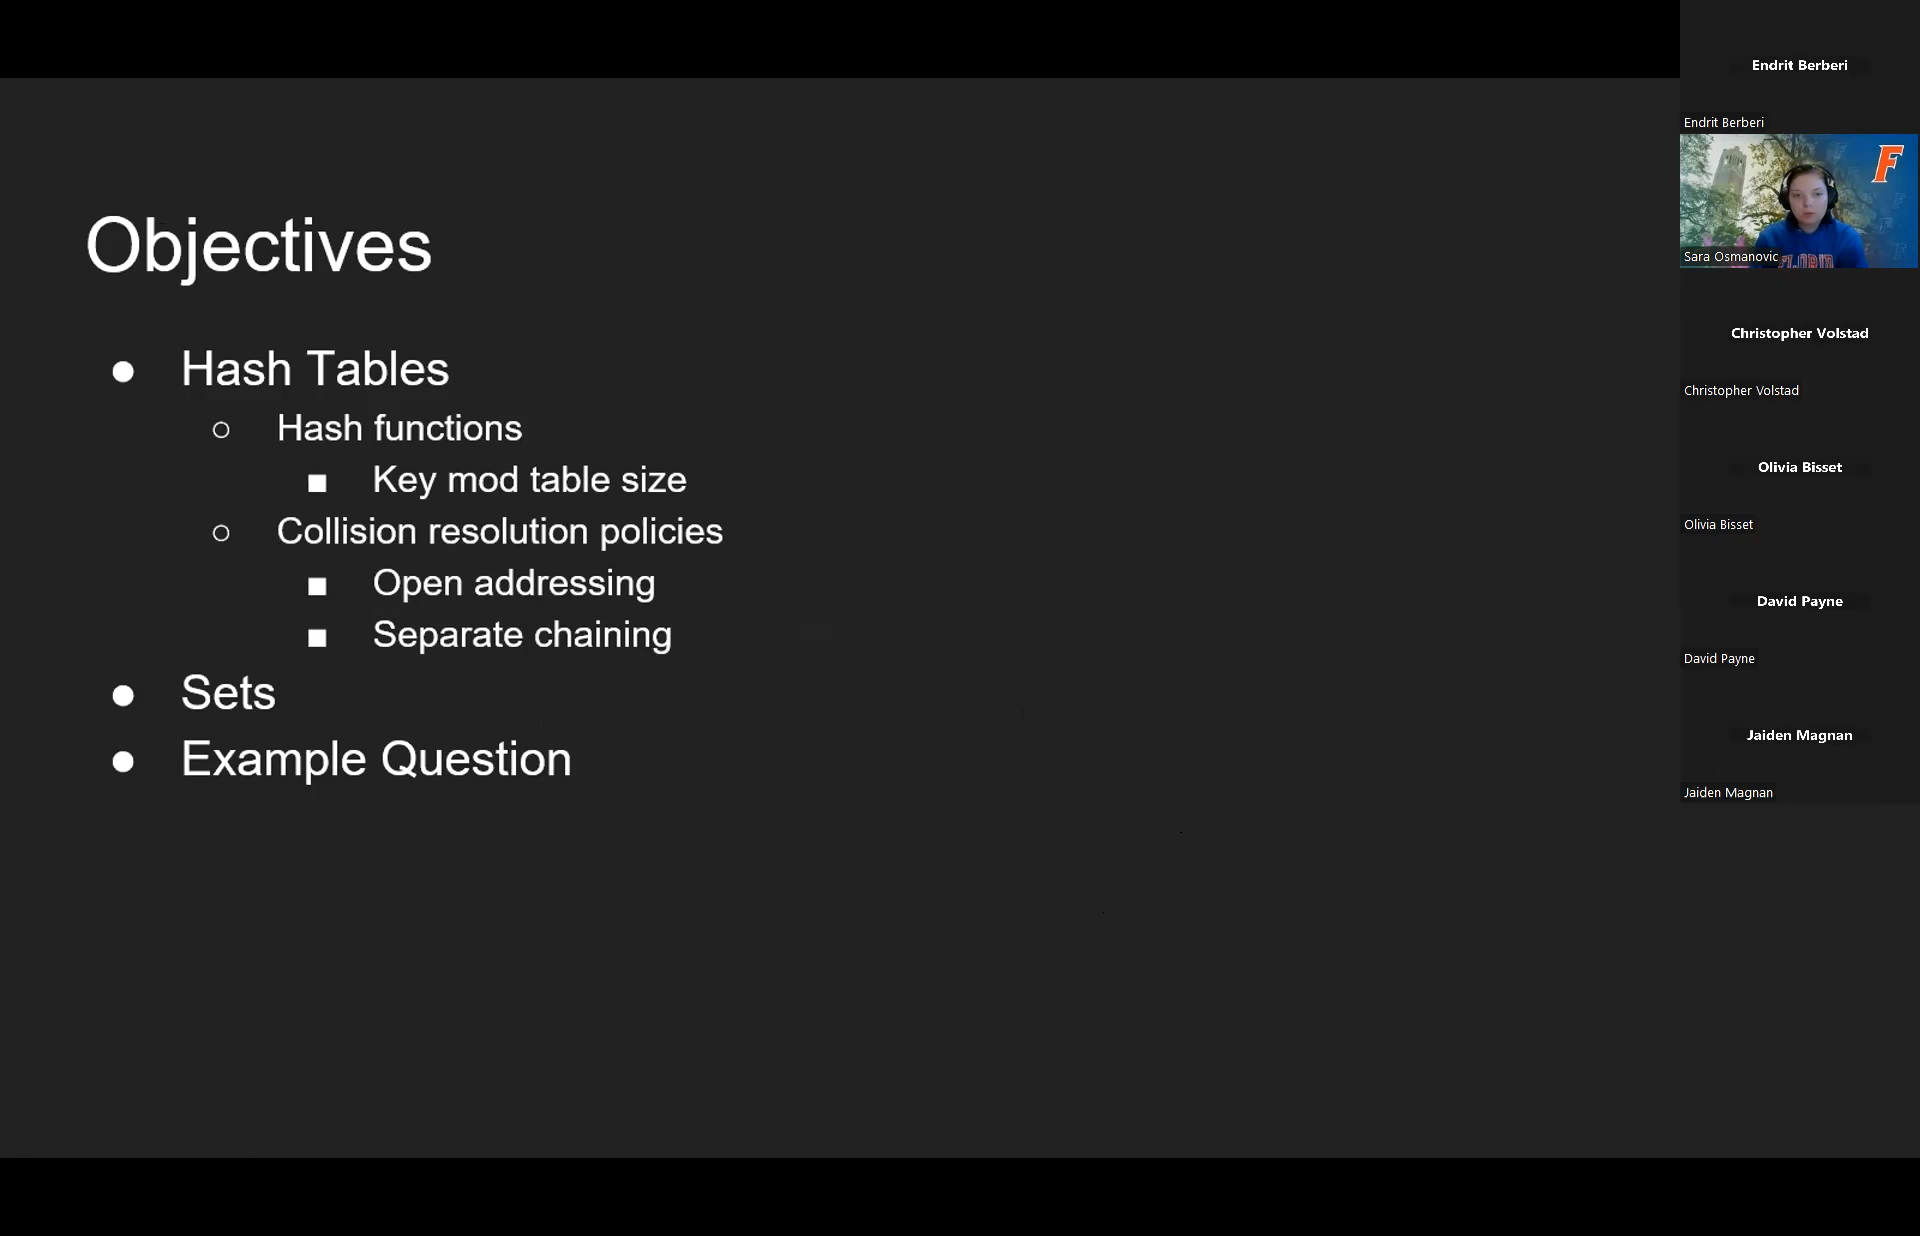 Objectives
● Hash Tables
○ Hash functions
■ Key mod table size
○ Collision resolution policies
■ Open addressing
■ Separate chaining
● Sets
● Example Question
Endrit Berberi
Endrit Berberi
F
Sara Osmanovic
FLORID
Christopher Volstad
Christopher Volstad
Olivia Bisset
Olivia Bisset
David Payne
David Payne
Jaiden Magnan
Jaiden Magnan